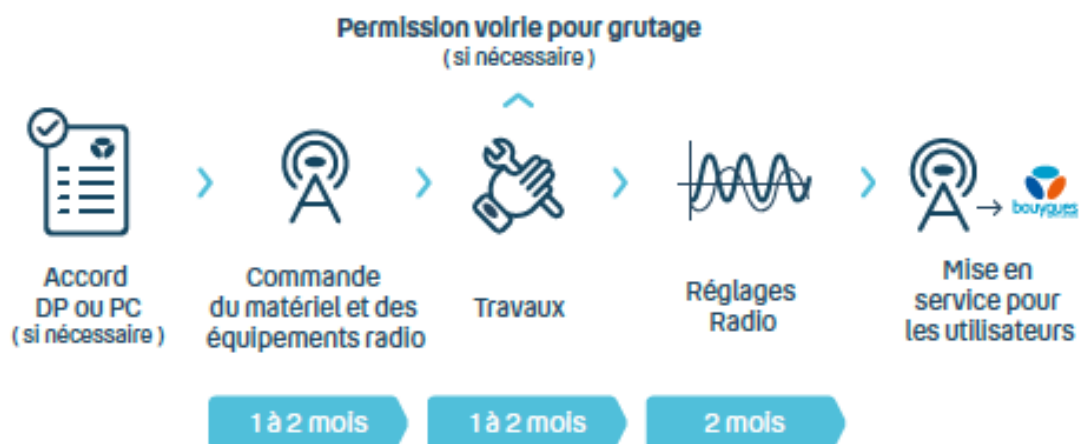 Permission voirie pour grutage
( si nécessaire )
Accord
DP ou PC
( si nécessaire )
Commande
du matériel et des
équipements radio
Travaux
Réglages
Radio
bouygues
Mise en
service pour
les utilisateurs
1 à 2 mois
1 à 2 mois
2 mois